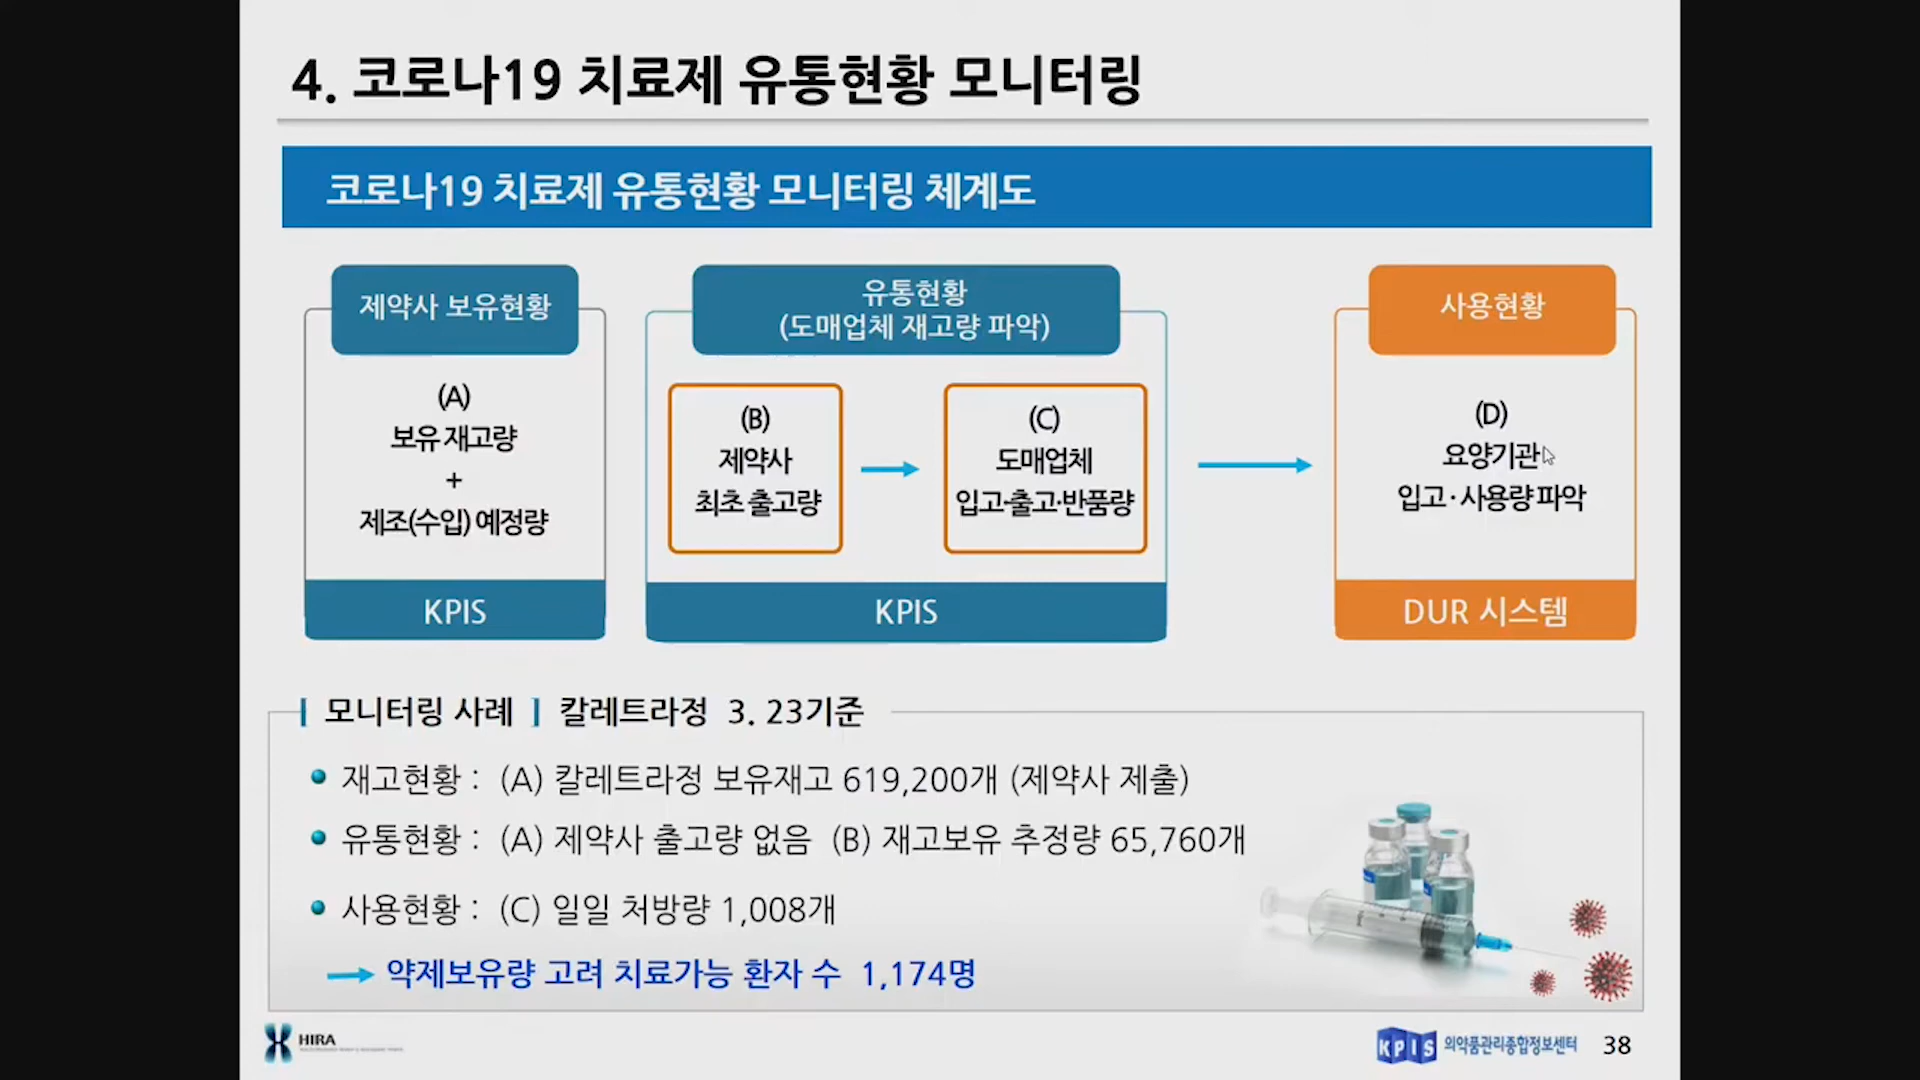 4. 코로나19 치료제 유통현황 모니터링
코로나19 치료제 유통현황 모니터링 체계도
제약사 보유현황
(A)
보유 재고량
+
제조(수입) 예정량
KPIS
유통현황
(도매업체 재고량 파악)
(B)
제약사
최초 출고량
(C)
도매업체
입고·출고·반품량
KPIS
사용현황
(D)
요양기관
입고 · 사용량 파악
DUR 시스템
[ 모니터링 사례 ] 칼레트라정 3. 23기준
재고현황 : (A) 칼레트라정 보유재고 619,200개 (제약사 제출)
유통현황 : (A) 제약사 출고량 없음 (B) 재고보유 추정량 65,760개
사용현황 : (C) 일일 처방량 1,008개
약제보유량 고려 치료가능 환자 수 1,174명
HIRA
KPIS 의약품관리종합정보센터
38